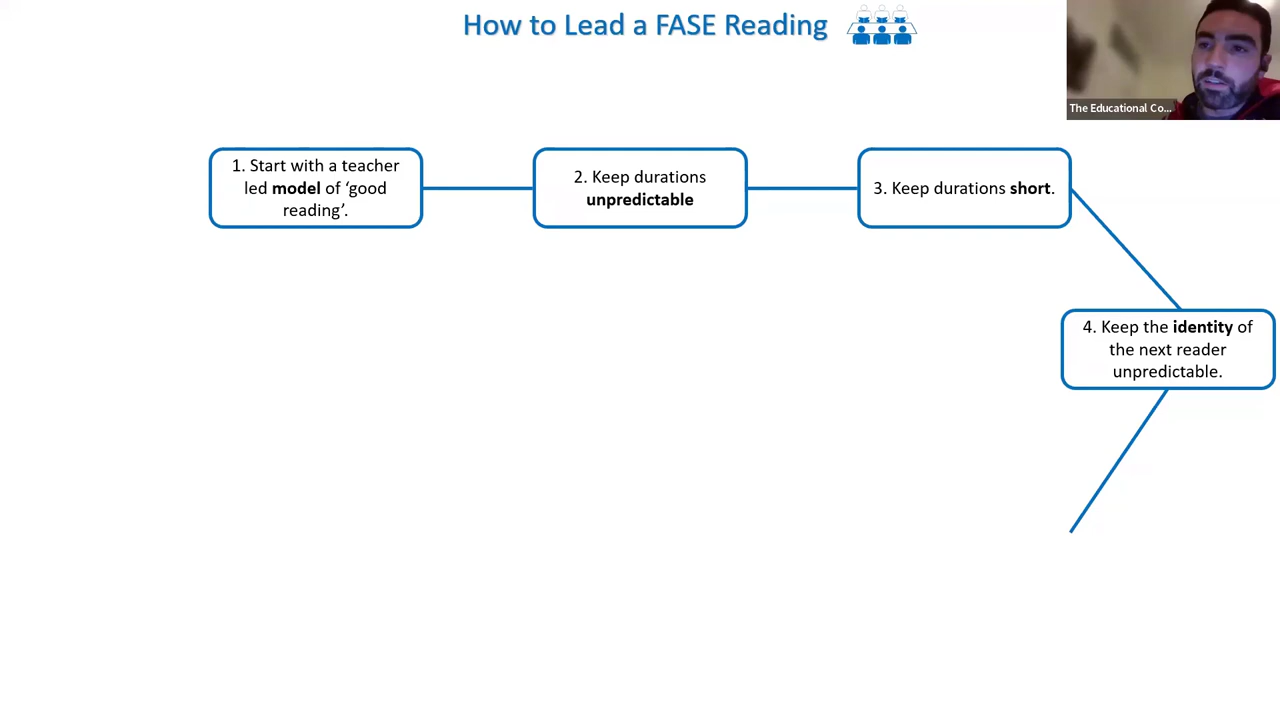 How to Lead a FASE Reading
The Educational Co...
1. Start with a teacher
led model of ‘good
reading’.
2. Keep durations
unpredictable
3. Keep durations short.
4. Keep the identity of
the next reader
unpredictable.